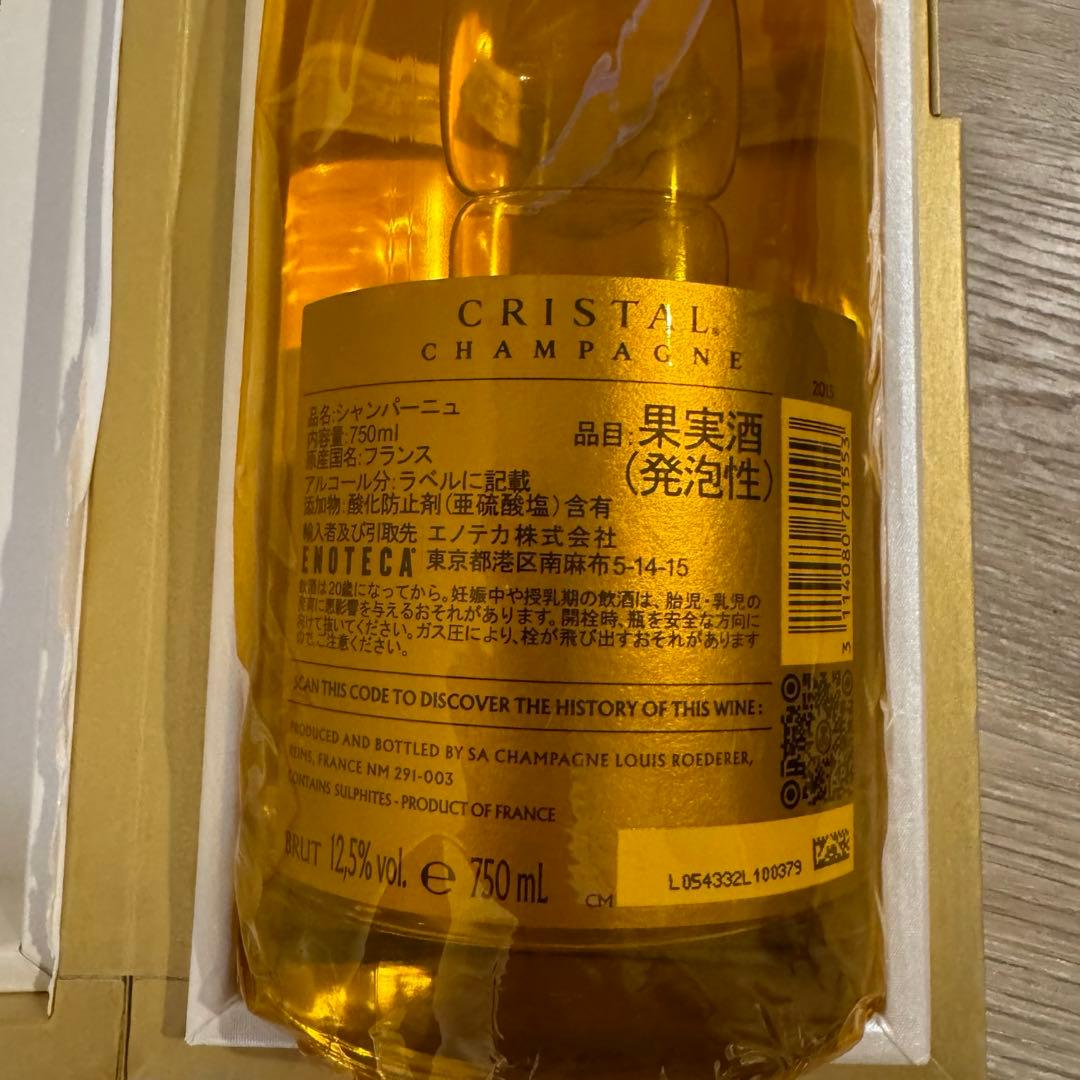 CRISTAL®
CHAMPAGNE
2015
品名:シャンパーニュ
内容量:750ml
原産国名:フランス
品目:果実酒
(発泡性)
アルコール分:ラベルに記載
添加物:酸化防止剤(亜硫酸塩)含有
輸入者及び引取先 エノテカ株式会社
ENOTECA® 東京都港区南麻布5-14-15
飲酒は20歳になってから。妊娠中や授乳期の飲酒は、胎児・乳児の
発育に悪影響を与えるおそれがあります。開栓時、瓶を安全な方向に
向けて抜いてください。ガス圧により、栓が飛び出すおそれがあります
のでご注意ください。
3 114080 701553
SCAN THIS CODE TO DISCOVER THE HISTORY OF THIS WINE:
PRODUCED AND BOTTLED BY SA CHAMPAGNE LOUIS ROEDERER,
REIMS, FRANCE NM 291-003
CONTAINS SULPHITES - PRODUCT OF FRANCE
BRUT 12,5% vol. e 750 mL
CM
L054332L100379